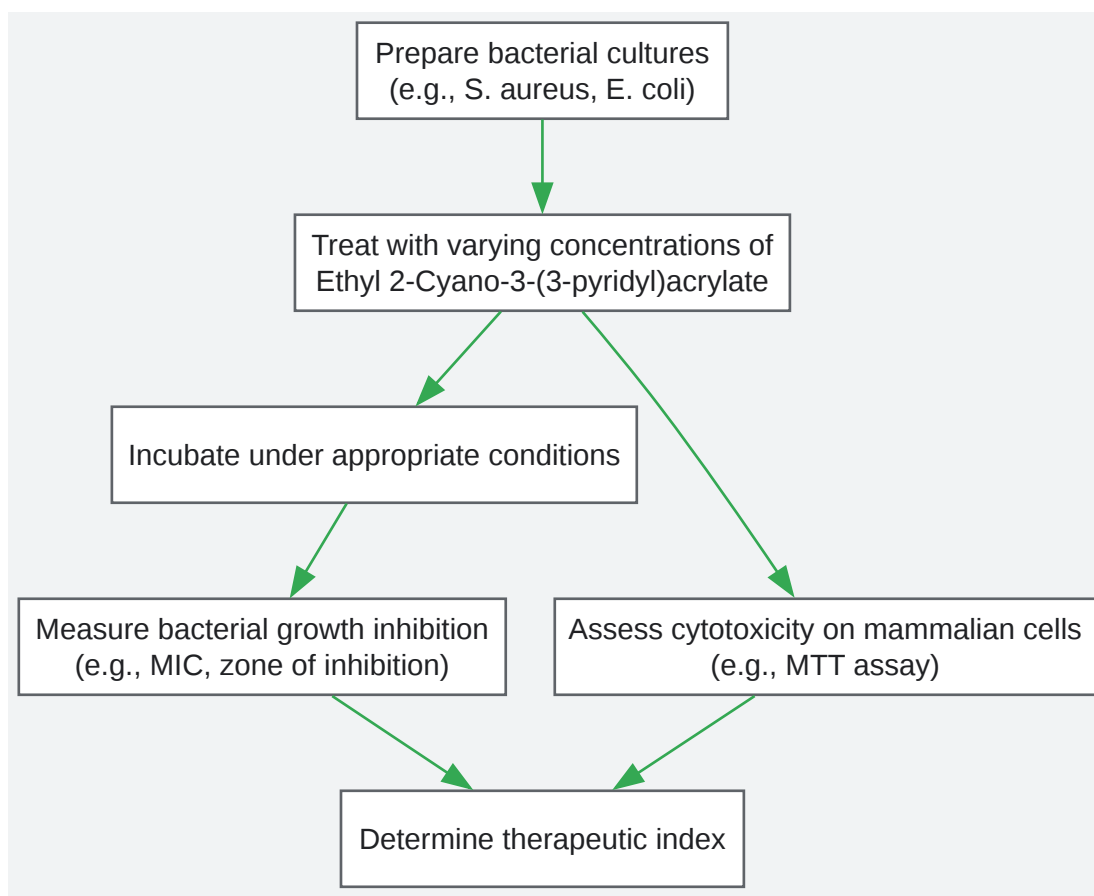 Prepare bacterial cultures
(e.g., S. aureus, E. coli)
Treat with varying concentrations of
Ethyl 2-Cyano-3-(3-pyridyl)acrylate
Incubate under appropriate conditions
Measure bacterial growth inhibition
(e.g., MIC, zone of inhibition)
Assess cytotoxicity on mammalian cells
(e.g., MTT assay)
Determine therapeutic index